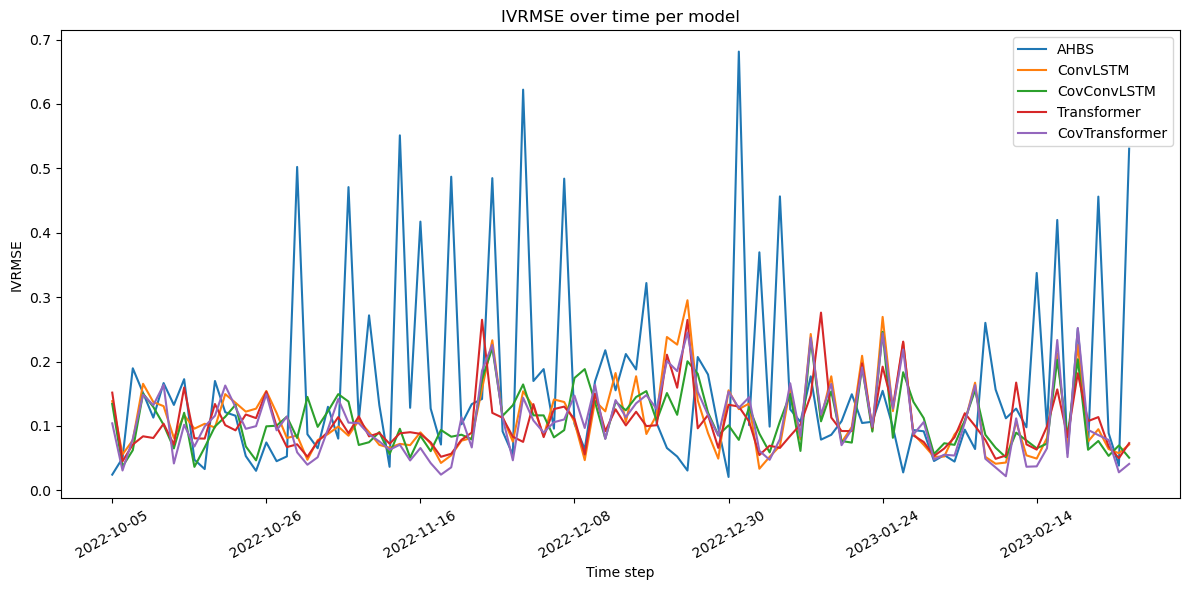 IVRMSE over time per model
AHBS
ConvLSTM
CovConvLSTM
Transformer
CovTransformer
IVRMSE
0.7
0.6
0.5
0.4
0.3
0.2
0.1
0.0
2022-10-05
2022-10-26
2022-11-16
2022-12-08
2022-12-30
2023-01-24
2023-02-14
Time step